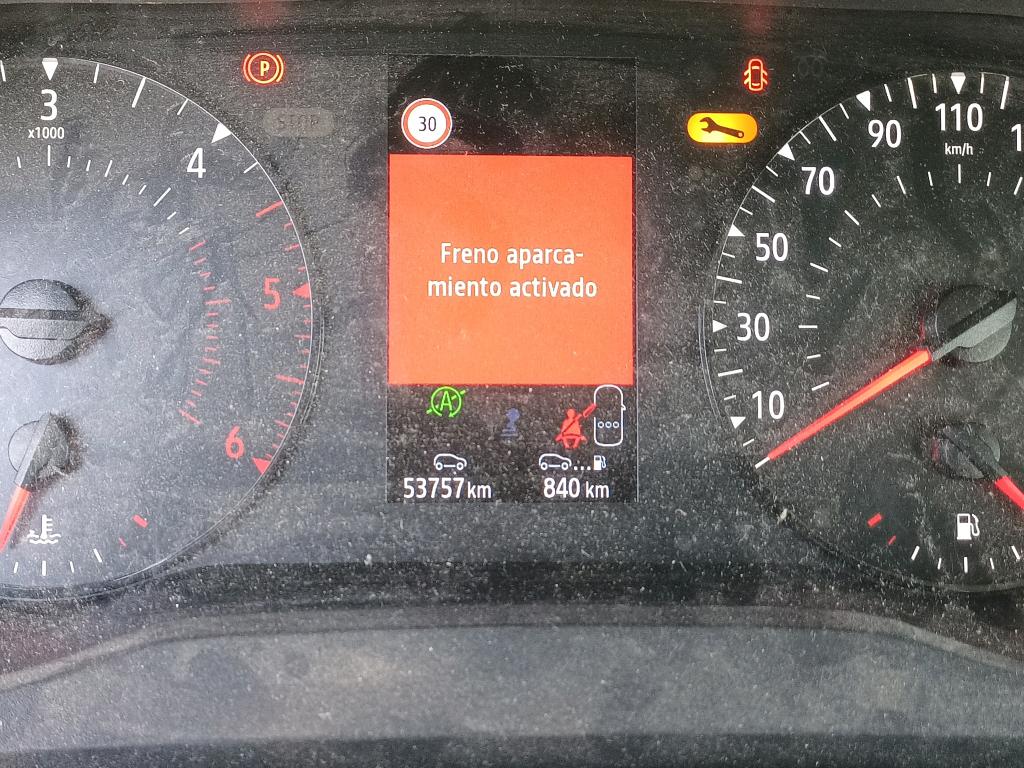 P
STOP
30
3
x1000
4
5
6
Freno aparca-
miento activado
A
53757 km
840 km
110
90
km/h
70
50
30
10